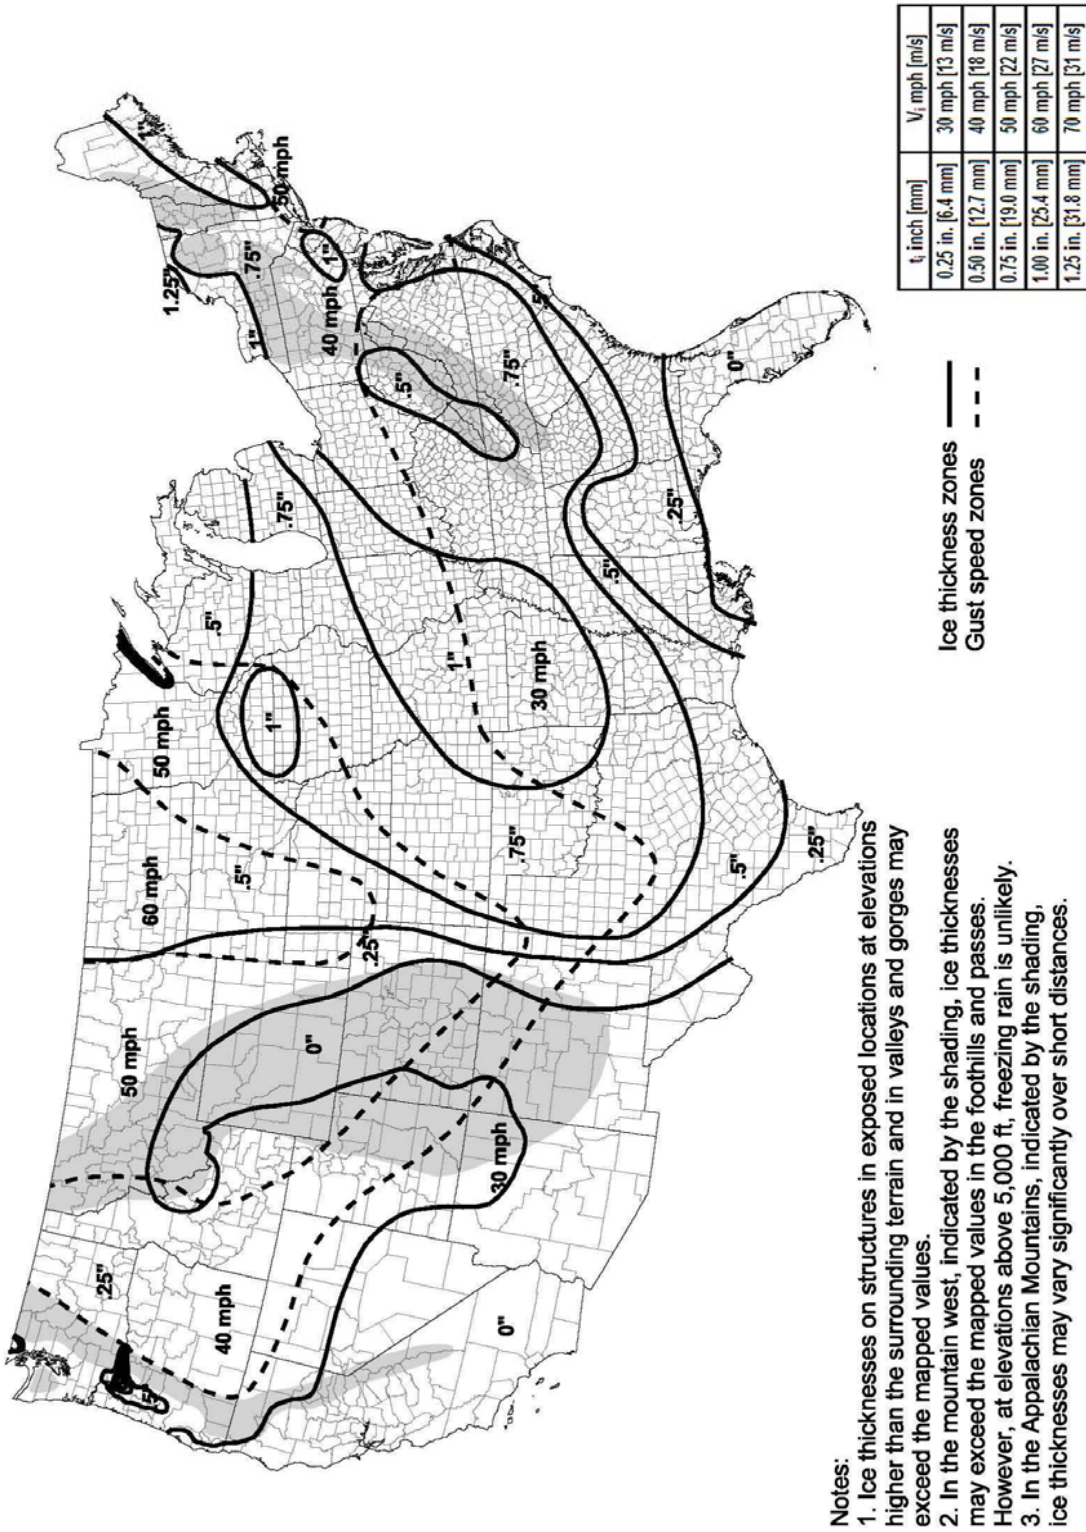 50 mph
60 mph
50 mph
.5"
1"
.5"
.25"
0"
.25"
40 mph
.5"
30 mph
0"
.75"
.5"
.25"
1"
30 mph
.75"
1"
1.25"
.75"
40 mph
1"
50 mph
1"
.5"
.75"
.5"
.5"
.25"
0"
Ice thickness zones
Gust speed zones
tᵢ inch [mm] Vᵢ mph [m/s]
0.25 in. [6.4 mm] 30 mph [13 m/s]
0.50 in. [12.7 mm] 40 mph [18 m/s]
0.75 in. [19.0 mm] 50 mph [22 m/s]
1.00 in. [25.4 mm] 60 mph [27 m/s]
1.25 in. [31.8 mm] 70 mph [31 m/s]
Notes:
1. Ice thicknesses on structures in exposed locations at elevations
higher than the surrounding terrain and in valleys and gorges may
exceed the mapped values.
2. In the mountain west, indicated by the shading, ice thicknesses
may exceed the mapped values in the foothills and passes.
However, at elevations above 5,000 ft, freezing rain is unlikely.
3. In the Appalachian Mountains, indicated by the shading,
ice thicknesses may vary significantly over short distances.